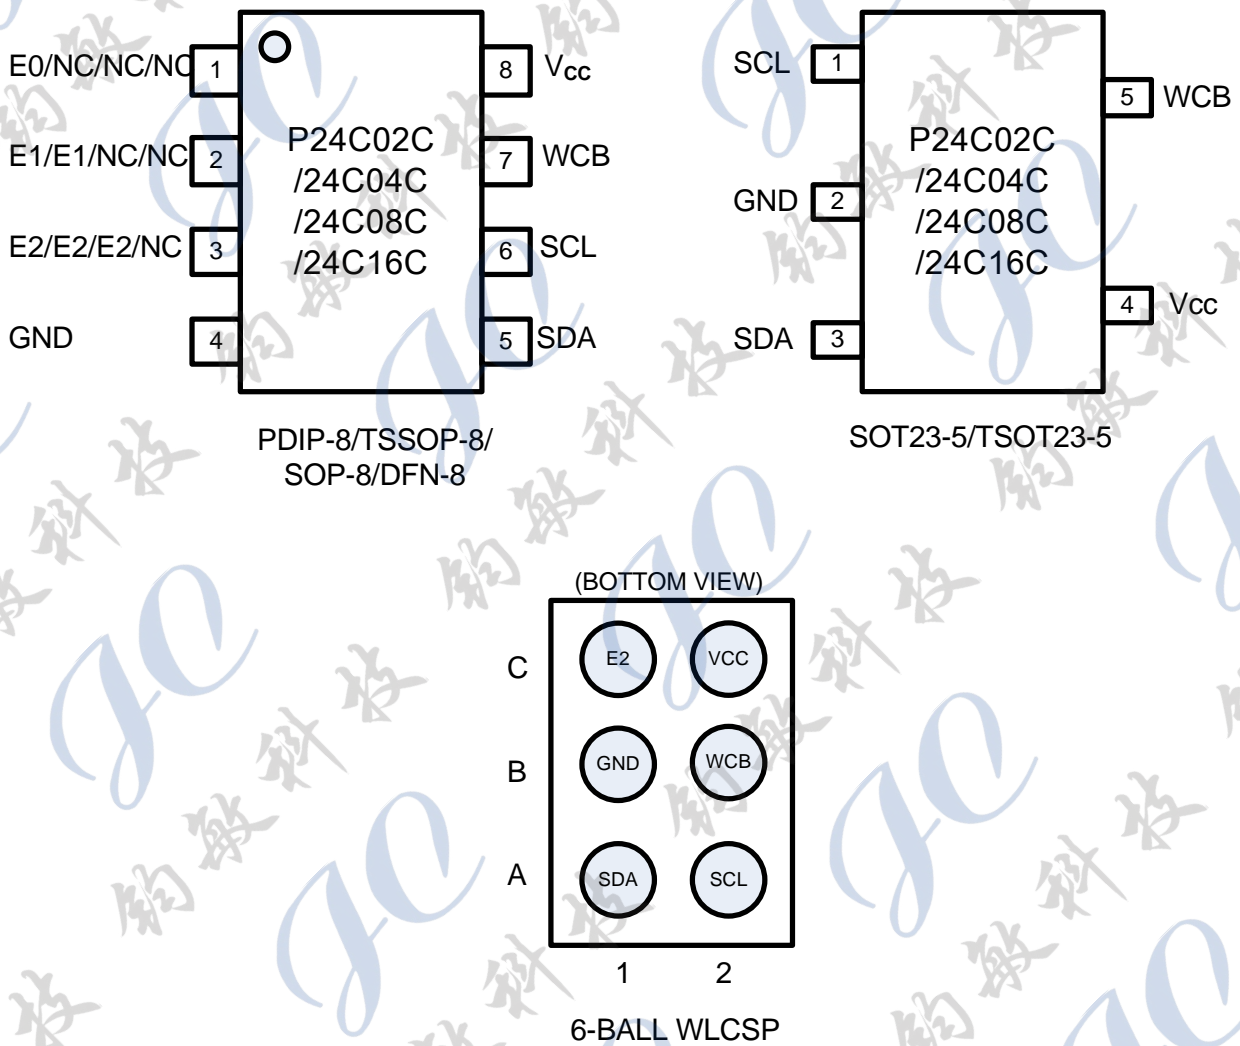 E0/NC/NC/NC 1
E1/E1/NC/NC 2
E2/E2/E2/NC 3
GND 4
P24C02C
/24C04C
/24C08C
/24C16C
8 Vcc
7 WCB
6 SCL
5 SDA
PDIP-8/TSSOP-8/
SOP-8/DFN-8
SCL 1
GND 2
SDA 3
P24C02C
/24C04C
/24C08C
/24C16C
5 WCB
4 Vcc
SOT23-5/TSOT23-5
(BOTTOM VIEW)
C E2 VCC
B GND WCB
A SDA SCL
1 2
6-BALL WLCSP